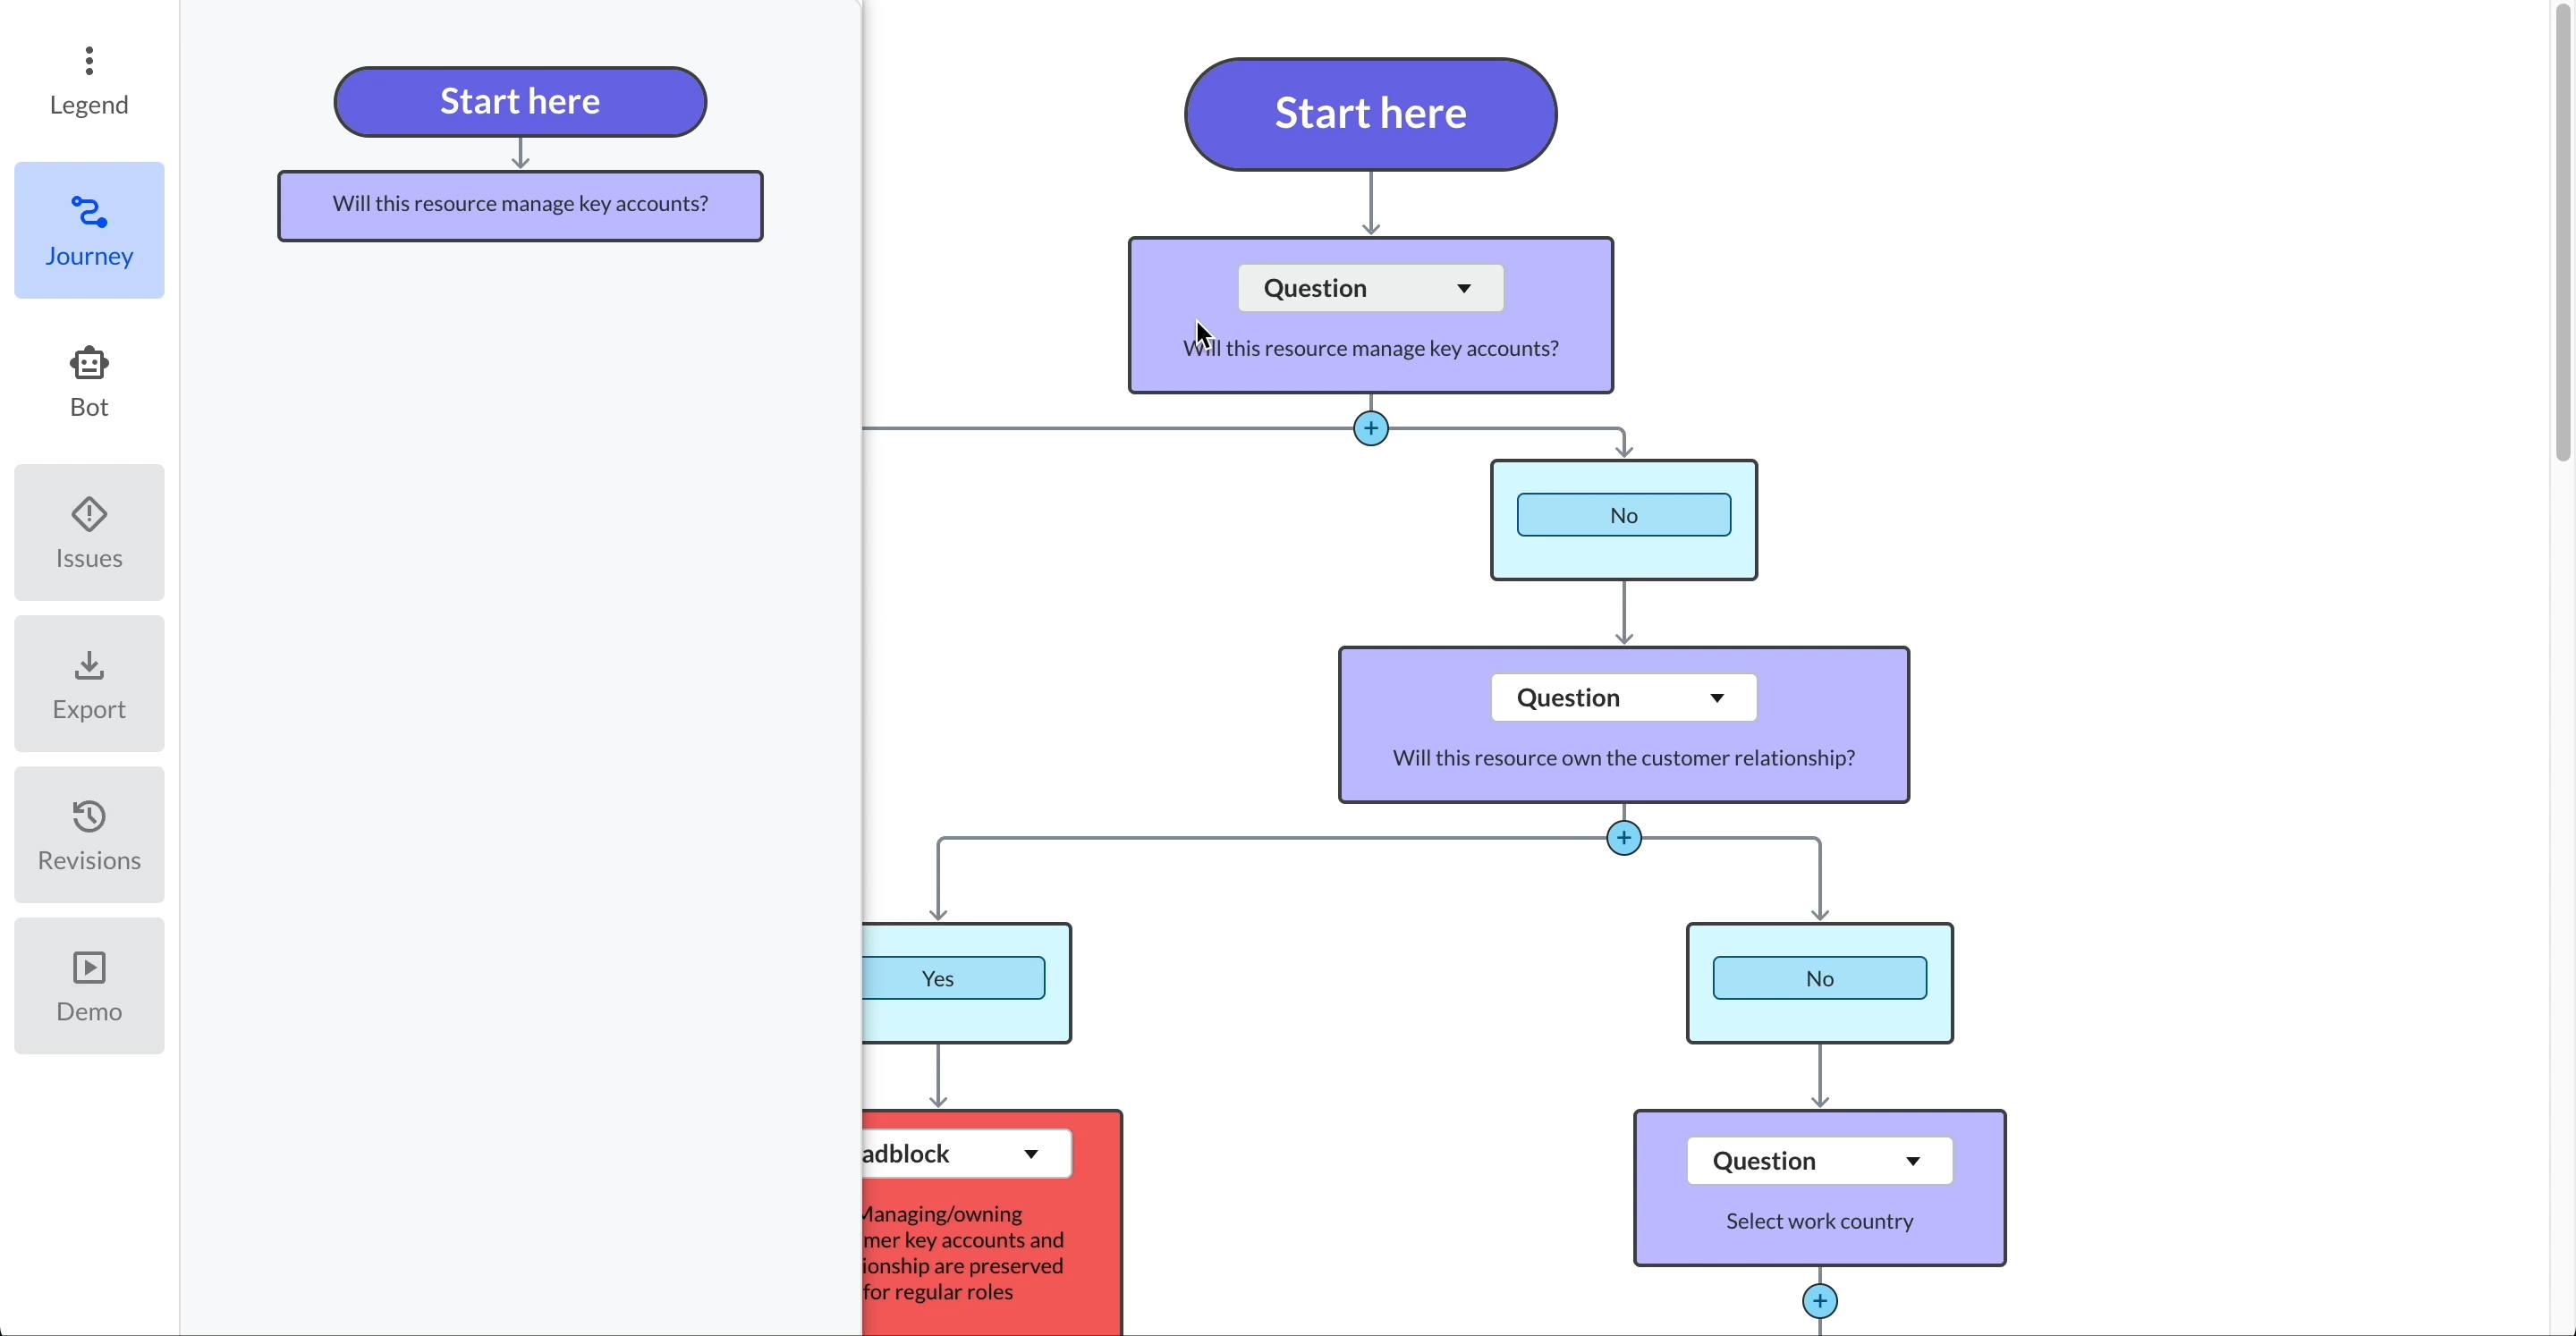 Legend
Journey
Bot
Issues
Export
Revisions
Demo
Start here
Will this resource manage key accounts?
Start here
Question
Will this resource manage key accounts?
+
No
Question
Will this resource own the customer relationship?
+
Yes
No
adblock
Managing/owning
mer key accounts and
ionship are preserved
for regular roles
Question
Select work country
+